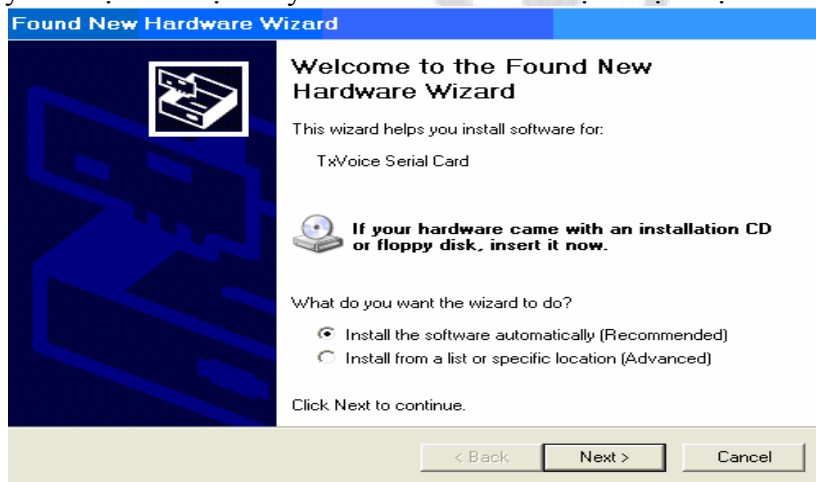 Found New Hardware Wizard
Welcome to the Found New
Hardware Wizard
This wizard helps you install software for:
TxVoice Serial Card
If your hardware came with an installation CD
or floppy disk, insert it now.
What do you want the wizard to do?
Install the software automatically (Recommended)
Install from a list or specific location (Advanced)
Click Next to continue.
< Back Next > Cancel